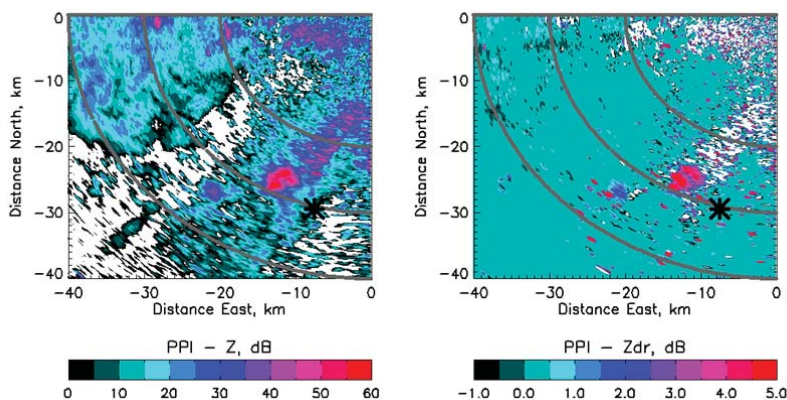 0
-10
-20
-30
-40
Distance North, km
-40 -30 -20 -10 0
Distance East, km
PPI - Z, dB
0 10 20 30 40 50 60
0
-10
-20
-30
-40
Distance North, km
-40 -30 -20 -10 0
Distance East, km
PPI - Zdr, dB
-1.0 0.0 1.0 2.0 3.0 4.0 5.0